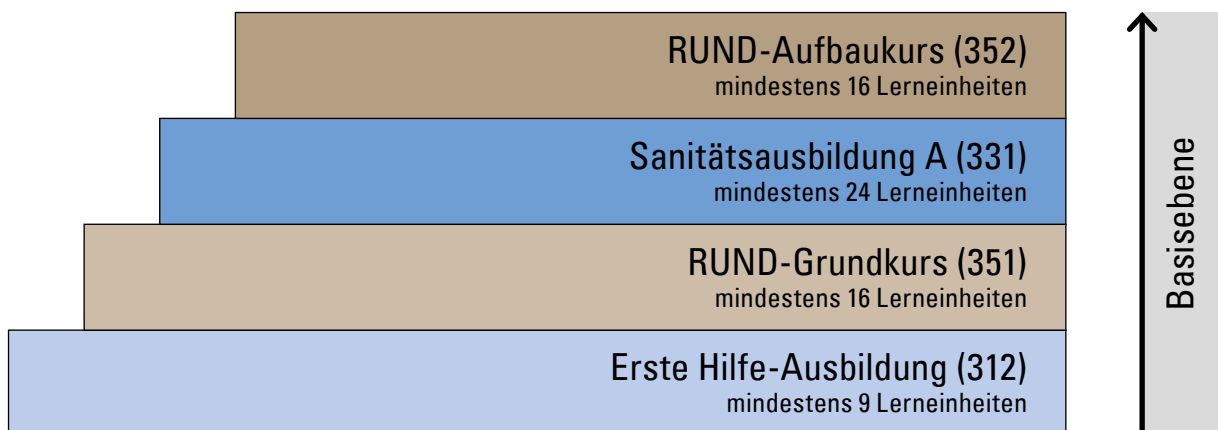 RUND-Aufbaukurs (352)
mindestens 16 Lerneinheiten
Sanitätsausbildung A (331)
mindestens 24 Lerneinheiten
RUND-Grundkurs (351)
mindestens 16 Lerneinheiten
Erste Hilfe-Ausbildung (312)
mindestens 9 Lerneinheiten
Basisebene